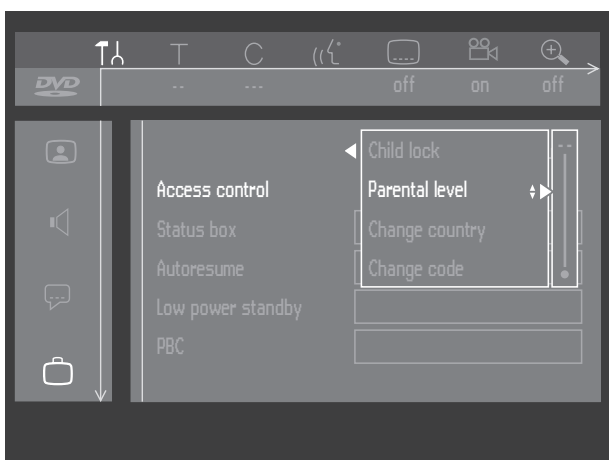 T C
DVD -- --- off on off
Child lock --
Access control Parental level
Status box Change country
Autoresume Change code
Low power standby
PBC